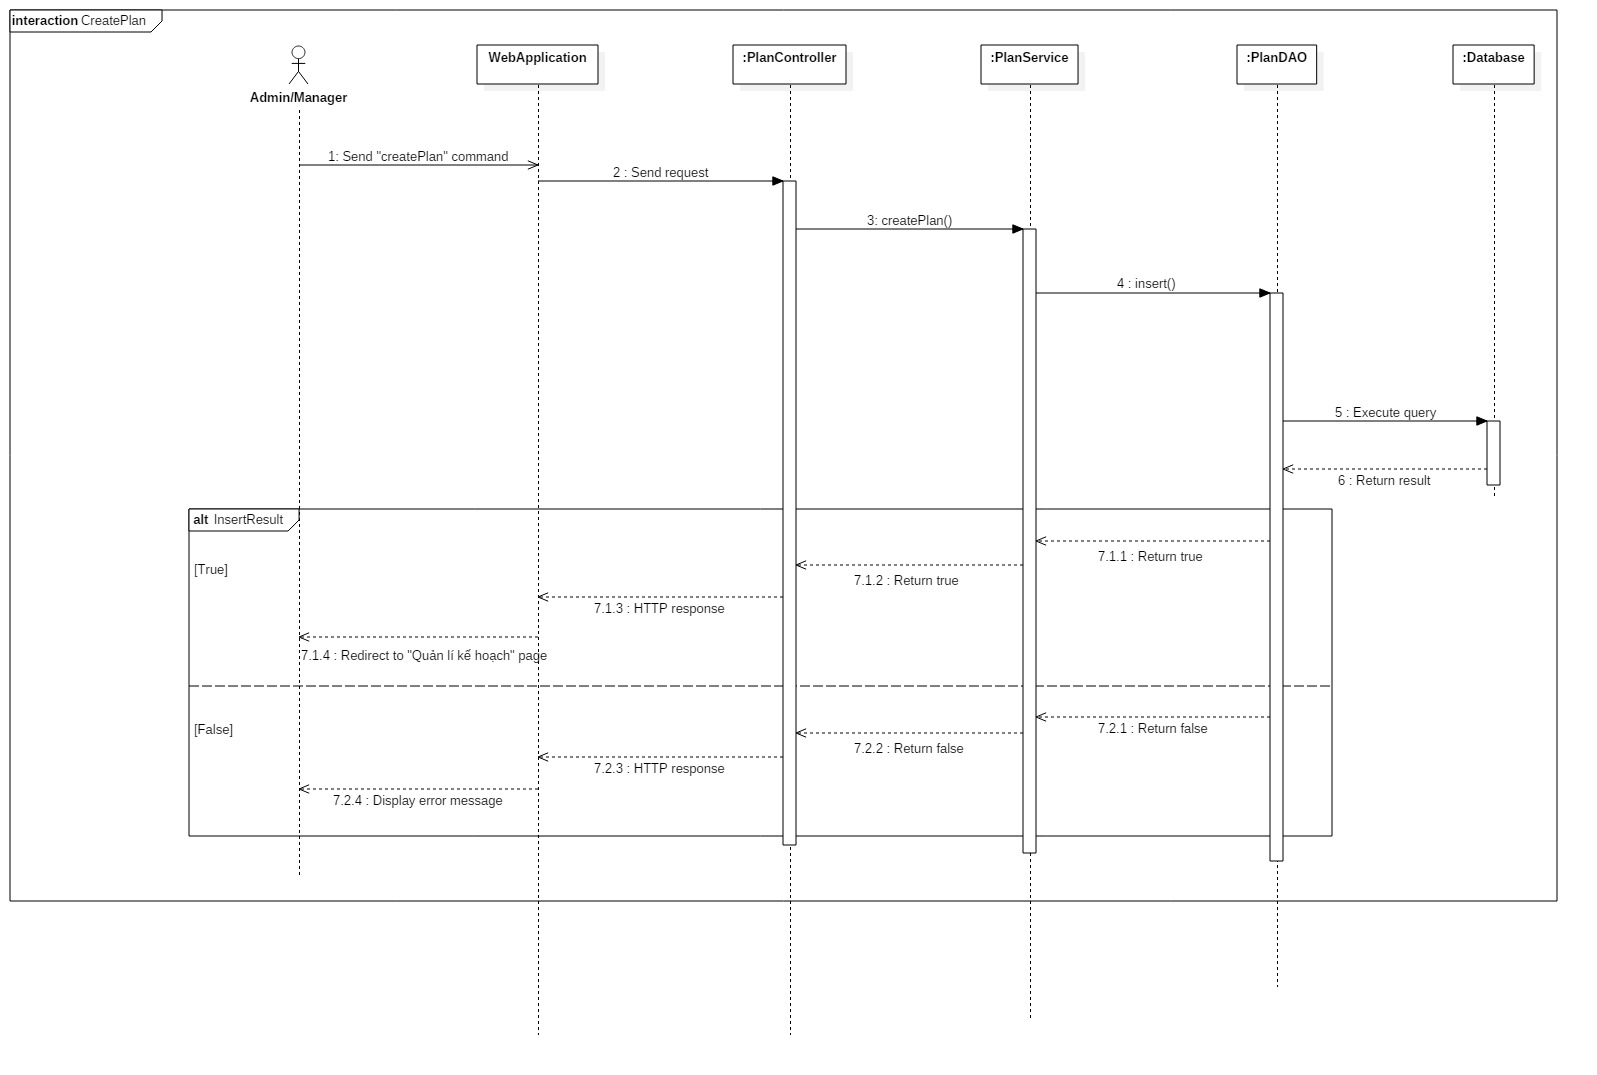 interaction CreatePlan
Admin/Manager
WebApplication
:PlanController
:PlanService
:PlanDAO
:Database
1: Send "createPlan" command
2 : Send request
3: createPlan()
4 : insert()
5 : Execute query
6 : Return result
alt InsertResult
[True]
7.1.1 : Return true
7.1.2 : Return true
7.1.3 : HTTP response
7.1.4 : Redirect to "Quản lí kế hoạch" page
[False]
7.2.1 : Return false
7.2.2 : Return false
7.2.3 : HTTP response
7.2.4 : Display error message